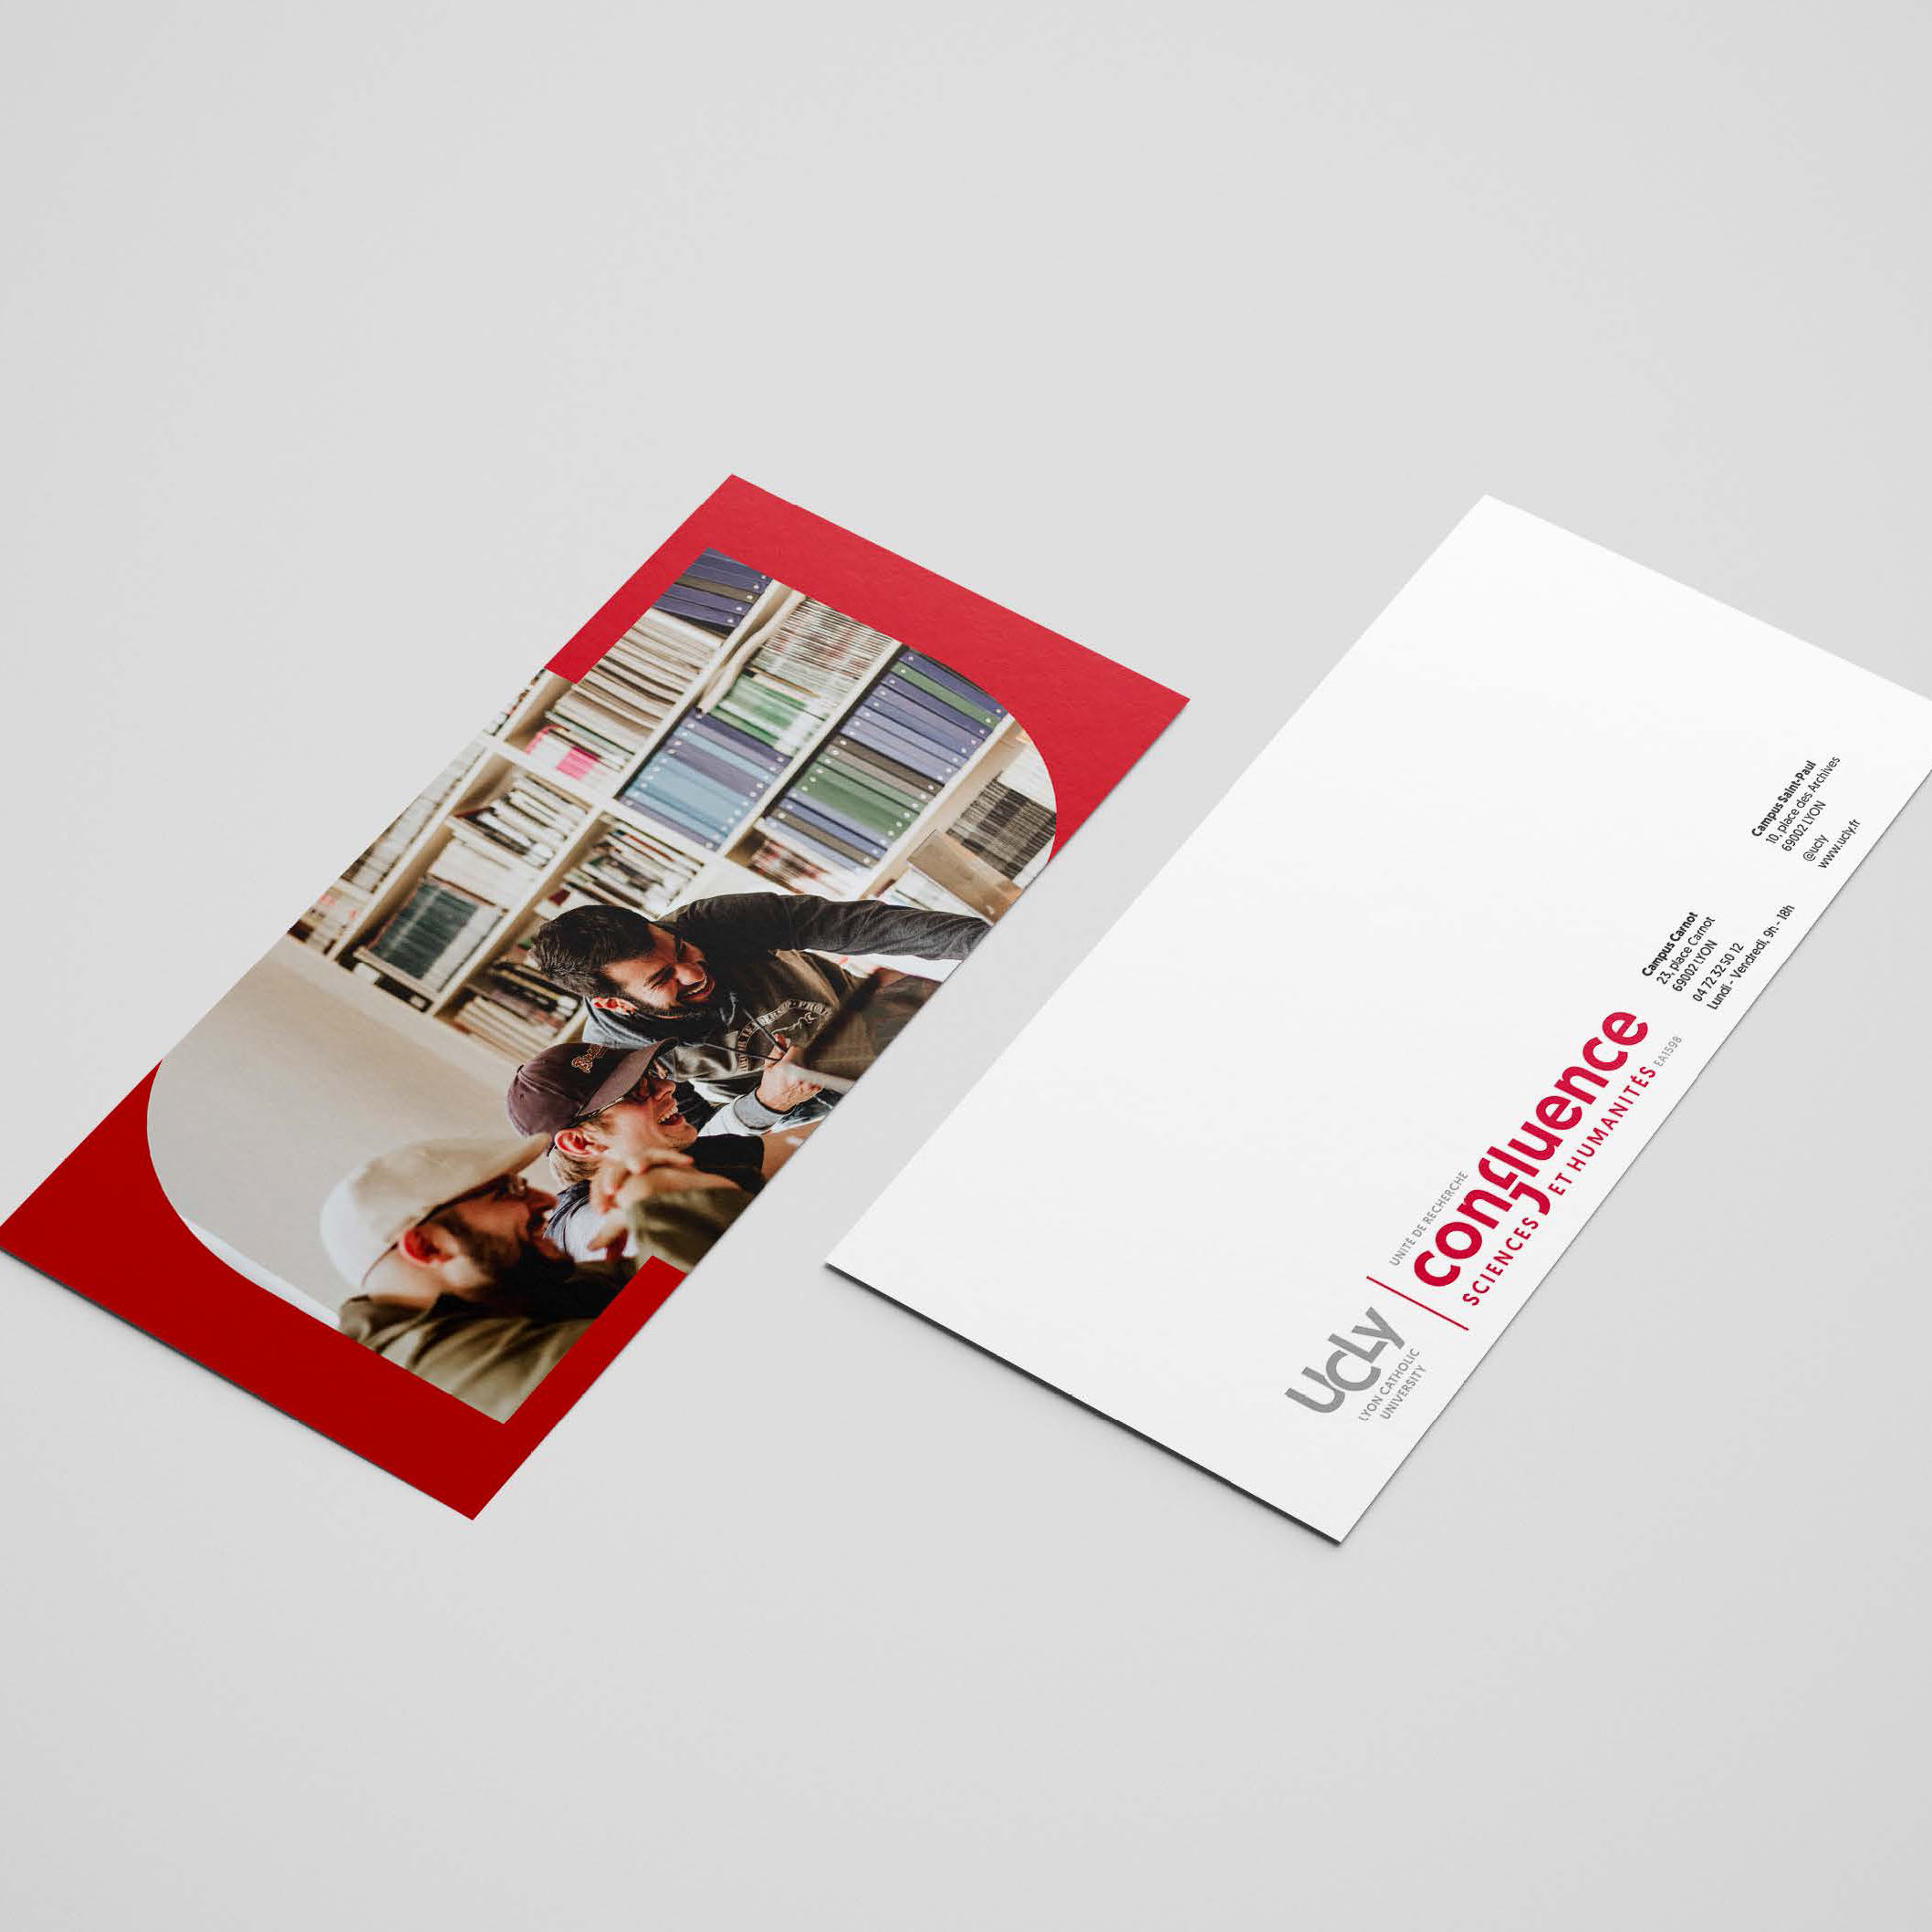 UCLy
LYON CATHOLIC
UNIVERSITY
UNITÉ DE RECHERCHE
confluence
SCIENCES ET HUMANITÉS EA1598
Campus Carnot
23, place Carnot
69002 LYON
04 72 32 50 12
Lundi - Vendredi, 9h - 18h
Campus Saint-Paul
10, place des Archives
69002 LYON
@ucly
www.ucly.fr